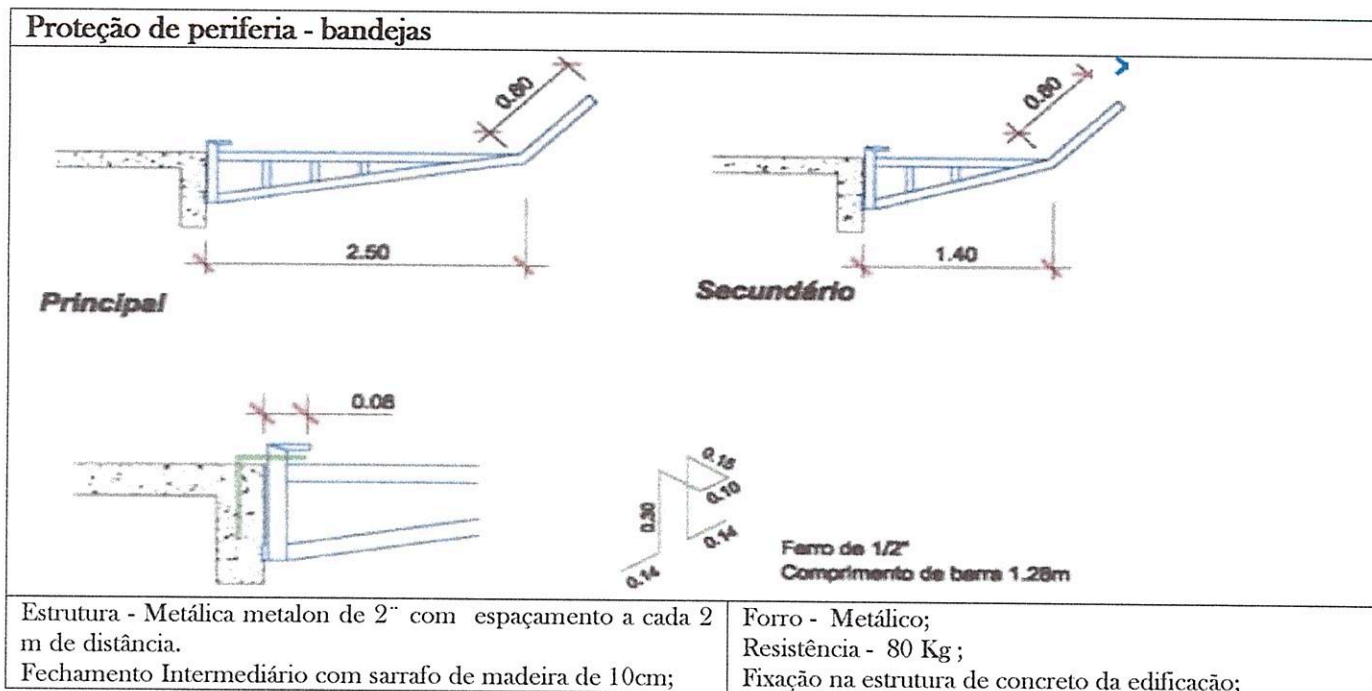 Proteção de periferia - bandejas
0.80
0.80
2.50
1.40
Principal
Secundário
0.08
0.15
0.10
0.30
0.14
0.14
Ferro de 1/2"
Comprimento de barra 1.28m
Estrutura - Metálica metalon de 2¨ com espaçamento a cada 2
m de distância.
Fechamento Intermediário com sarrafo de madeira de 10cm;
Forro - Metálico;
Resistência - 80 Kg ;
Fixação na estrutura de concreto da edificação;